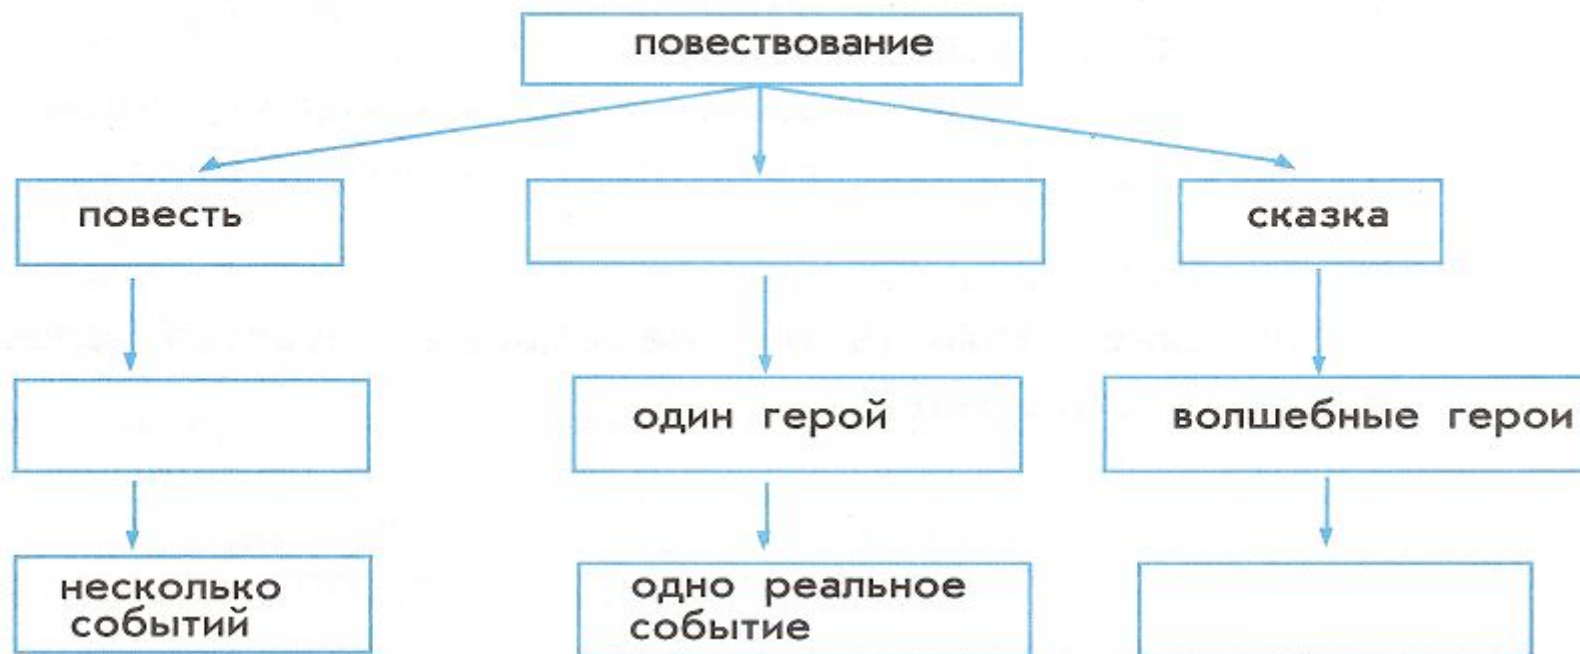 повествование
повесть
сказка
один герой
волшебные герои
несколько
событий
одно реальное
событие